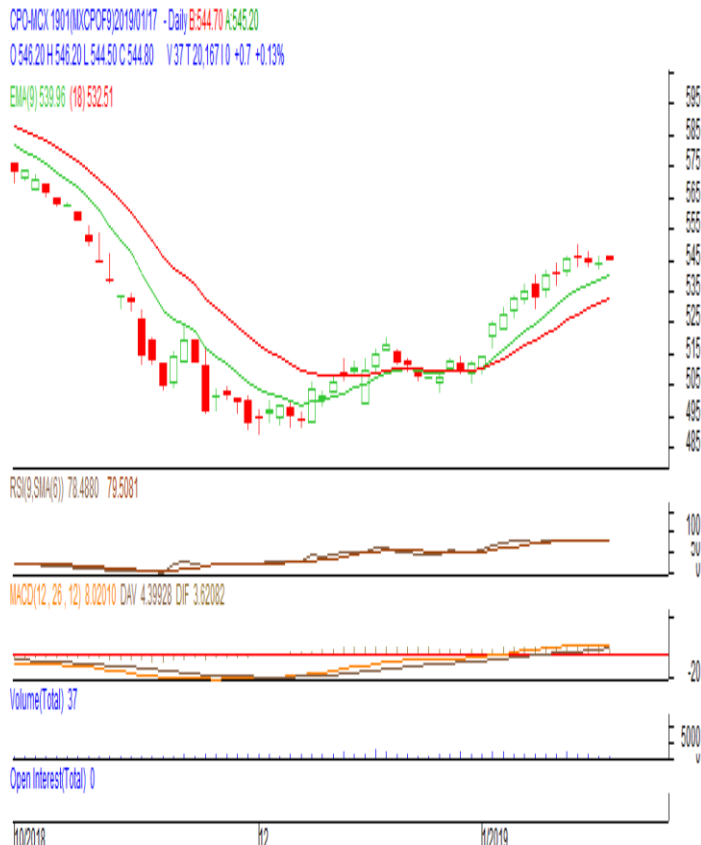 CPO-MCX 1901(MXCPOF9)2019/01/17 - Daily B:544.70 A:545.20
O 546.20 H 546.20 L 544.50 C 544.80 V 37 T 20,167 I 0 +0.7 +0.13%
EMA(9) 539.96 (18) 532.51
595
585
575
565
555
545
535
525
515
505
495
485
RSI(9,SMA(6)) 78.4880 79.5081
100
50
0
MACD(12 , 26 , 12) 8.02010 DAV 4.39928 DIF 3.62082
-20
Volume(Total) 37
5000
0
Open Interest(Total) 0
10/2018 12 1/2019